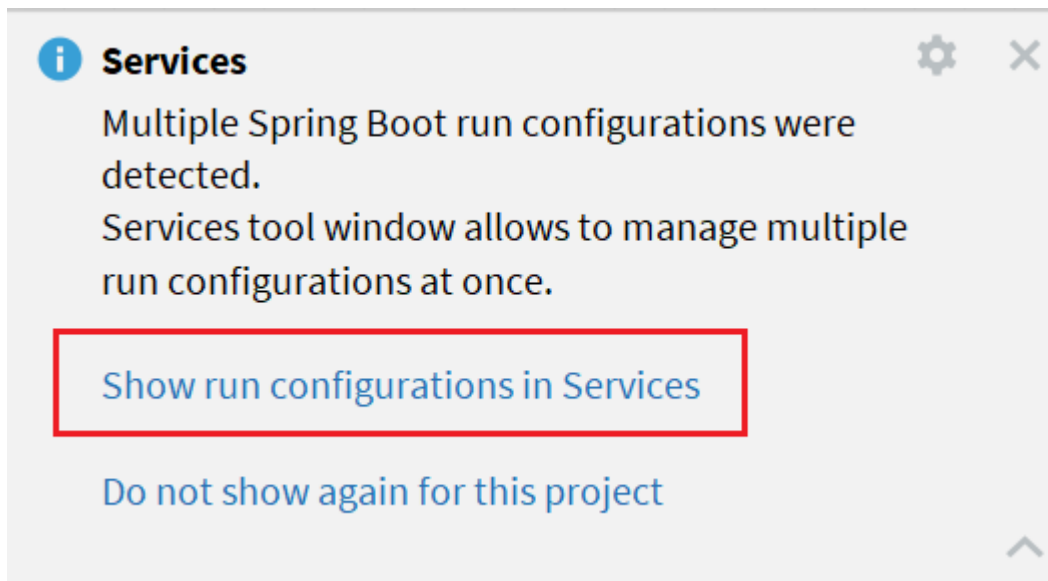 Services
Multiple Spring Boot run configurations were
detected.
Services tool window allows to manage multiple
run configurations at once.
Show run configurations in Services
Do not show again for this project